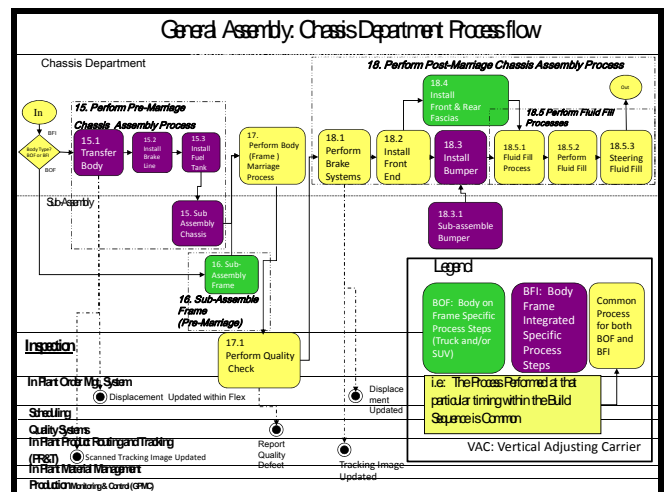 General Assembly: Chassis Department Process flow
Chassis Department
18. Perform Post-Marriage Chassis Assembly Process
In
Body Type?
BOF or BFI
BFI
BOF
15. Perform Pre-Marriage
Chassis Assembly Process
15.1
Transfer
Body
15.2
Install
Brake
Line
15.3
Install
Fuel
Tank
17.
Perform Body
(Frame )
Marriage
Process
18.1
Perform
Brake
Systems
18.2
Install
Front
End
18.4
Install
Front & Rear
Fascias
18.3
Install
Bumper
18.5 Perform Fluid Fill
Processes
18.5.1
Fluid Fill
Process
18.5.2
Perform
Fluid Fill
18.5.3
Steering
Fluid Fill
Out
Sub-Assembly
15. Sub
Assembly
Chassis
18.3.1
Sub-assemble
Bumper
16. Sub-
Assembly
Frame
16. Sub-Assemble
Frame
(Pre-Marriage)
17.1
Perform Quality
Check
Legend
BOF: Body on
Frame Specific
Process Steps
(Truck and/or
SUV)
BFI: Body
Frame
Integrated
Specific
Process
Steps
Common
Process for
both
BOF and
BFI
i.e: The Process Performed at that
particular timing within the Build
Sequence is Common
VAC: Vertical Adjusting Carrier
Inspection
In Plant Order Mgt, System
Displacement Updated within Flex
Displace
ment
Updated
Scheduling
Quality Systems
Report
Quality
Defect
In Plant Product Routing and Tracking
(PR&T)
Scanned Tracking Image Updated
Tracking Image
Updated
In Plant Material Management
Production Monitoring & Control (GPMC)